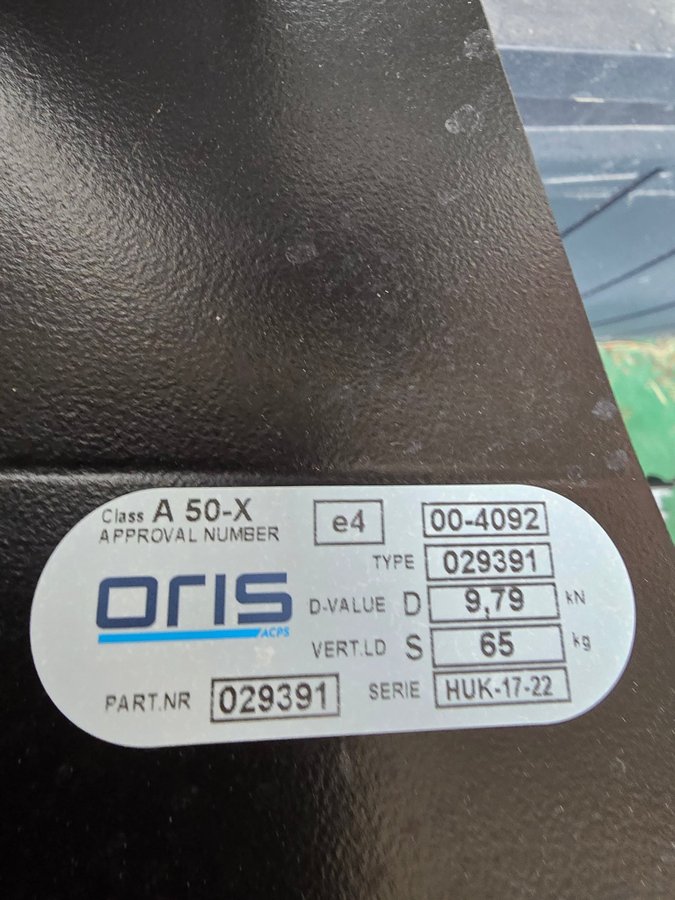 Class A 50-X
APPROVAL NUMBER e4 00-4092
TYPE 029391
oris
ACPS
D-VALUE D 9,79 kN
VERT.LD S 65 kg
PART.NR 029391 SERIE HUK-17-22